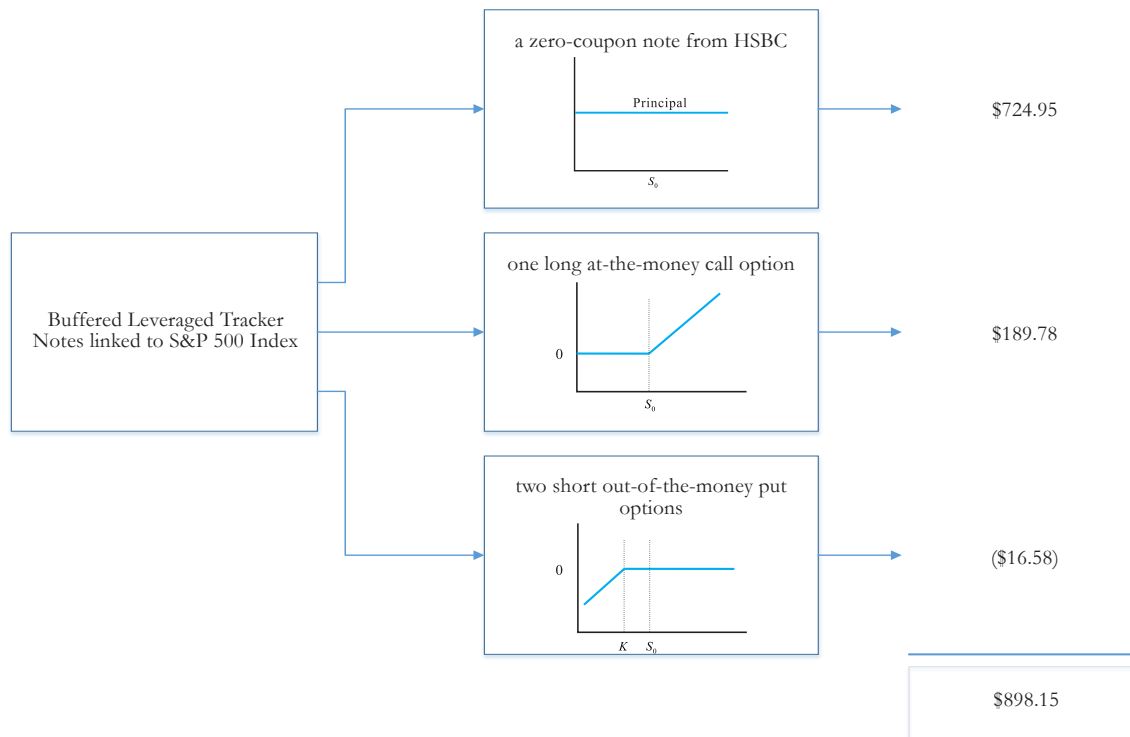 a zero-coupon note from HSBC
Principal
S₀
$724.95
Buffered Leveraged Tracker
Notes linked to S&P 500 Index
one long at-the-money call option
0
S₀
$189.78
two short out-of-the-money put
options
0
K S₀
($16.58)
$898.15